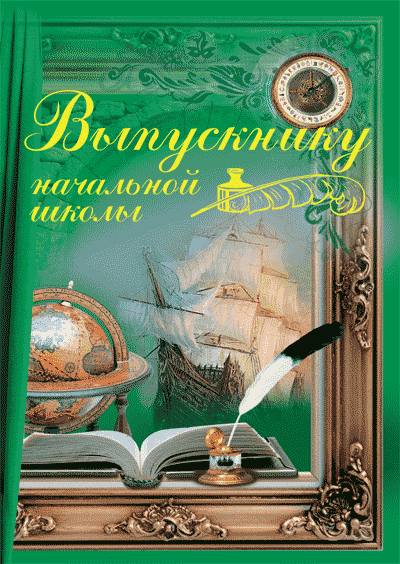 Выпускнику
начальной
школы